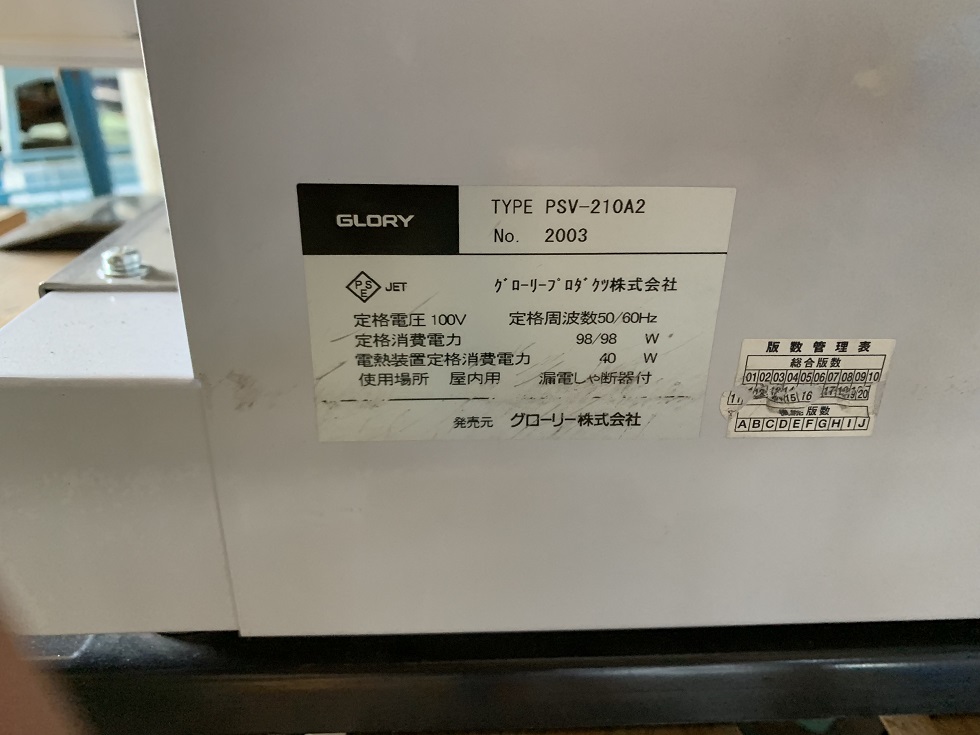 GLORY
TYPE PSV-210A2
No. 2003
PSE JET
グローリープロダクツ株式会社
定格電圧 100V 定格周波数50/60Hz
定格消費電力 98/98 W
電熱装置定格消費電力 40 W
使用場所 屋内用 漏電しゃ断器付
発売元 グローリー株式会社
版数管理表
総合版数
01 02 03 04 05 06 07 08 09 10
15 16 20
版数
A B C D E F G H I J